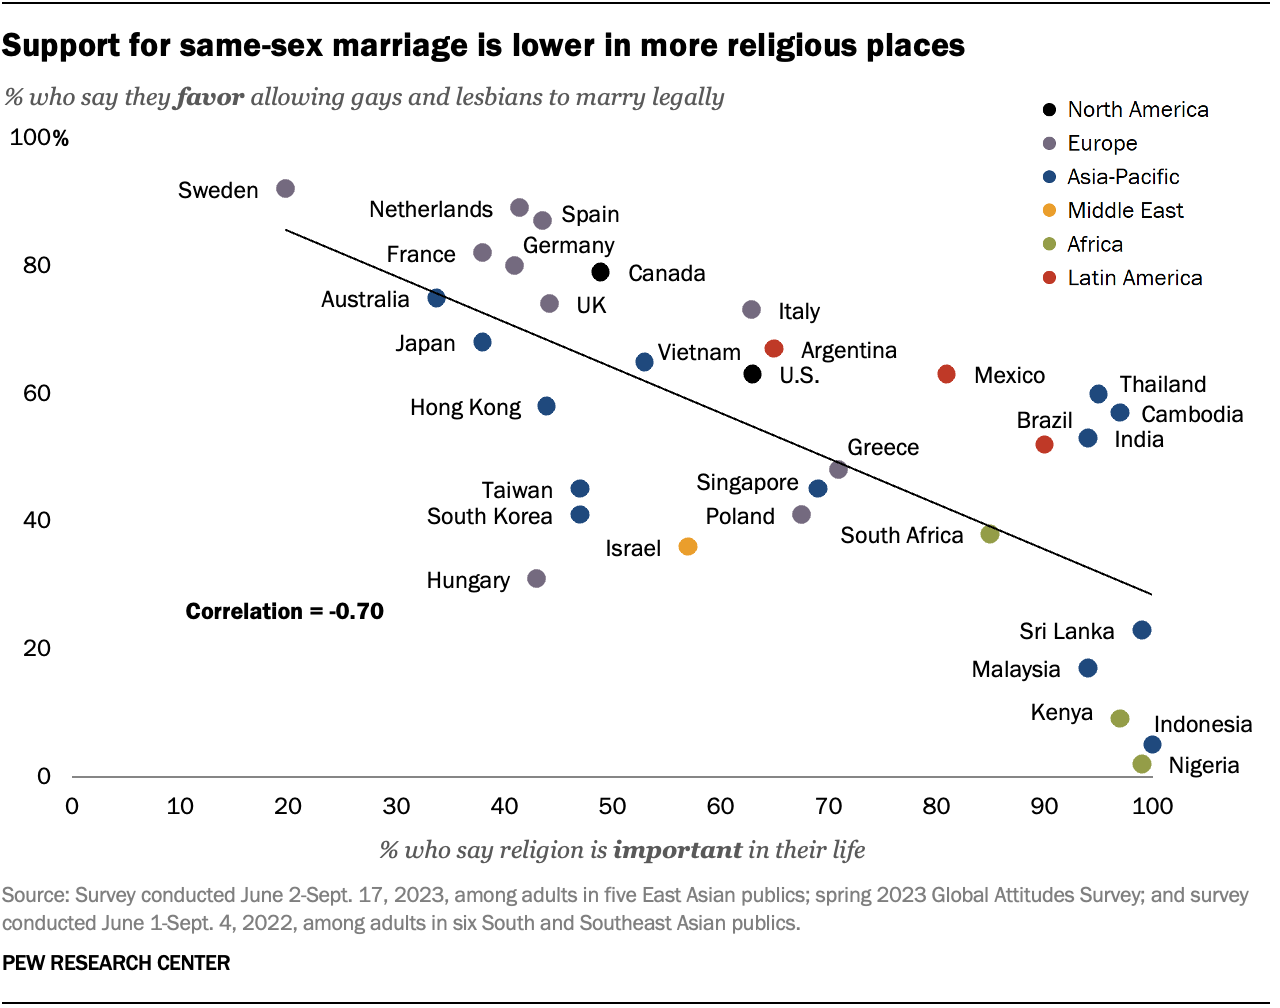 Support for same-sex marriage is lower in more religious places
% who say they favor allowing gays and lesbians to marry legally
North America
Europe
Asia-Pacific
Middle East
Africa
Latin America
100%
80
60
40
20
0
Sweden
Netherlands
Spain
France
Germany
Canada
Australia
UK
Italy
Japan
Vietnam
Argentina
U.S.
Mexico
Thailand
Hong Kong
Cambodia
Brazil
India
Greece
Taiwan
Singapore
South Korea
Poland
South Africa
Israel
Hungary
Correlation = -0.70
Sri Lanka
Malaysia
Kenya
Indonesia
Nigeria
0 10 20 30 40 50 60 70 80 90 100
% who say religion is important in their life
Source: Survey conducted June 2-Sept. 17, 2023, among adults in five East Asian publics; spring 2023 Global Attitudes Survey; and survey
conducted June 1-Sept. 4, 2022, among adults in six South and Southeast Asian publics.
PEW RESEARCH CENTER